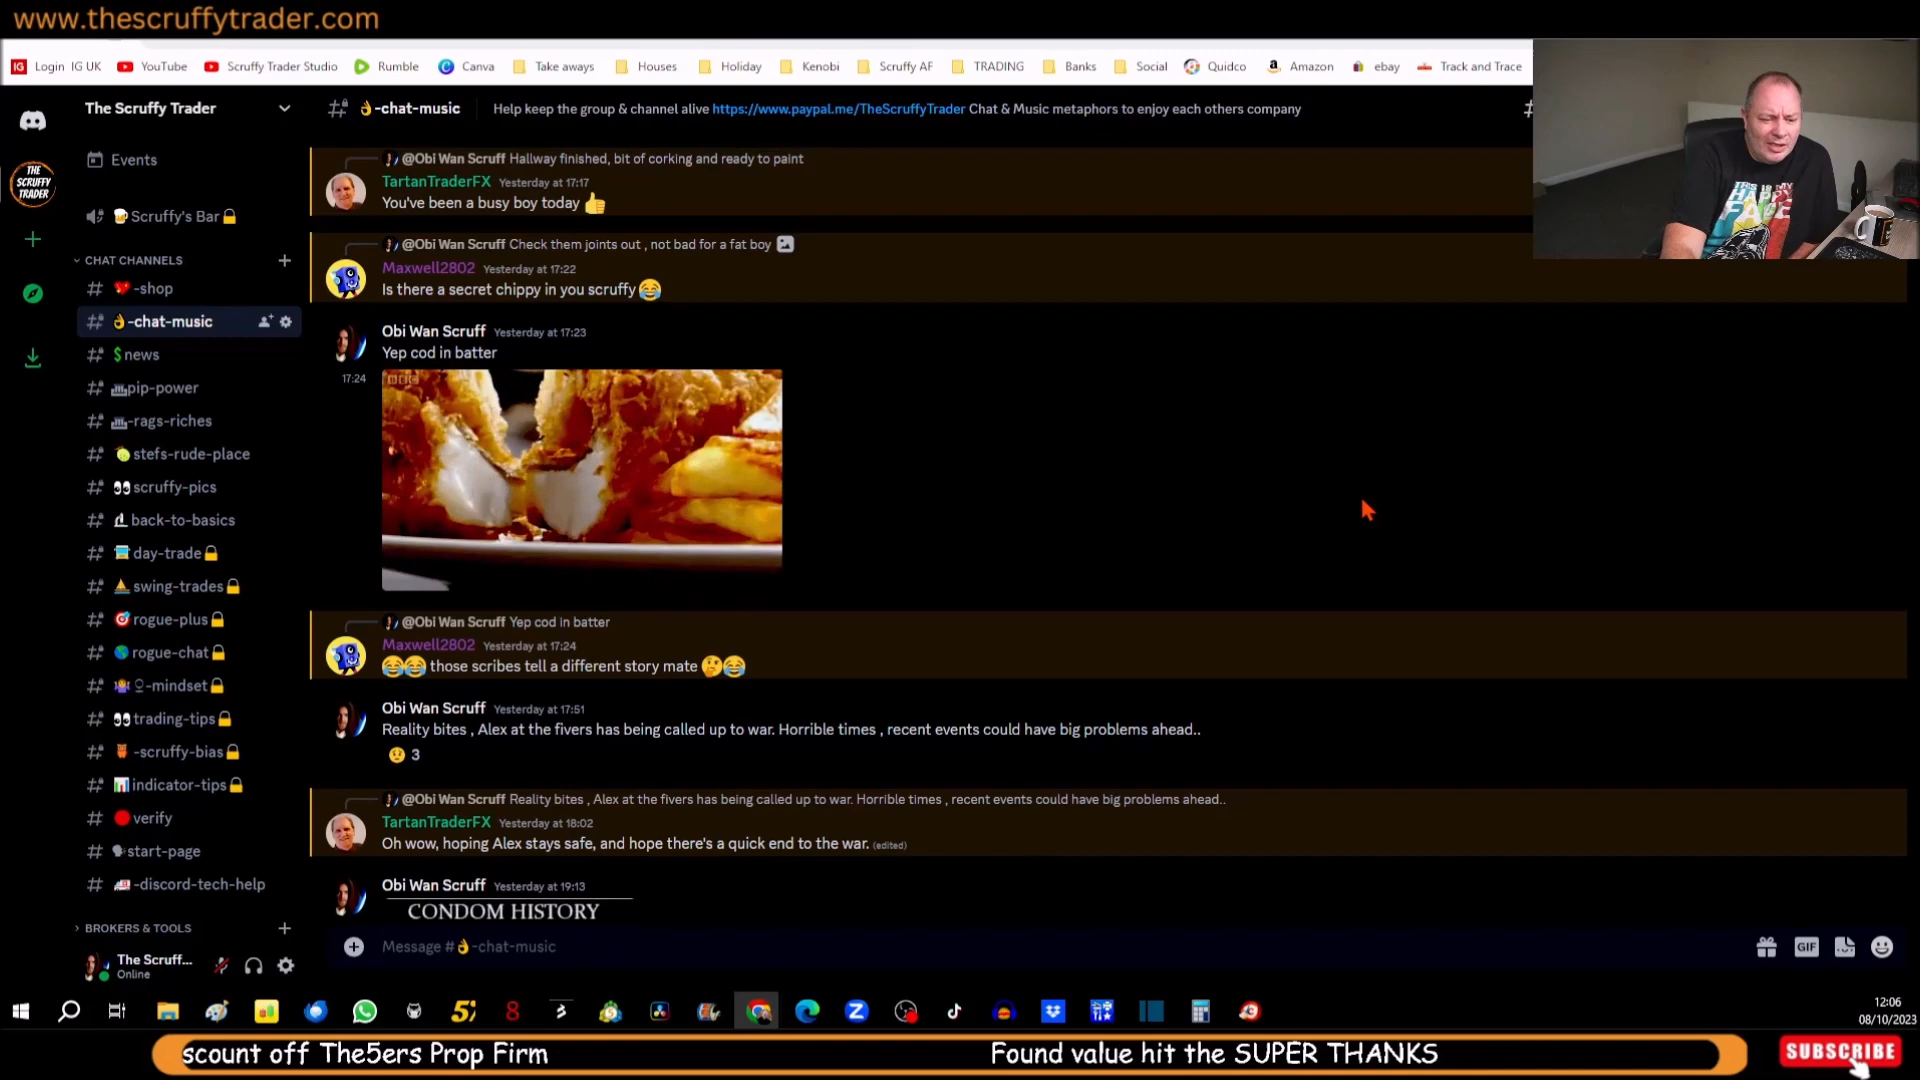 www.thescruffytrader.com
IG Login IG UK YouTube Scruffy Trader Studio Rumble Canva Take aways Houses Holiday Kenobi Scruffy AF TRADING Banks Social Quidco Amazon ebay Track and Trace
The Scruffy Trader
👌-chat-music
Help keep the group & channel alive https://www.paypal.me/TheScruffyTrader Chat & Music metaphors to enjoy each others company
THE SCRUFFY TRADER
Events
🍺Scruffy's Bar🔒
CHAT CHANNELS
-shop
👌-chat-music
$ news
pip-power
-rags-riches
stefs-rude-place
👀scruffy-pics
back-to-basics
day-trade🔒
swing-trades🔒
🎯rogue-plus🔒
rogue-chat🔒
-mindset🔒
👀trading-tips🔒
-scruffy-bias🔒
📊indicator-tips🔒
🔴verify
🗣start-page
-discord-tech-help
BROKERS & TOOLS
The Scruff...
Online
@Obi Wan Scruff Hallway finished, bit of corking and ready to paint
TartanTraderFX Yesterday at 17:17
You've been a busy boy today 👍
@Obi Wan Scruff Check them joints out , not bad for a fat boy
Maxwell2802 Yesterday at 17:22
Is there a secret chippy in you scruffy 😂
Obi Wan Scruff Yesterday at 17:23
Yep cod in batter
17:24
BBC
@Obi Wan Scruff Yep cod in batter
Maxwell2802 Yesterday at 17:24
😂😂 those scribes tell a different story mate 🤔😂
Obi Wan Scruff Yesterday at 17:51
Reality bites , Alex at the fivers has being called up to war. Horrible times , recent events could have big problems ahead..
😟 3
@Obi Wan Scruff Reality bites , Alex at the fivers has being called up to war. Horrible times , recent events could have big problems ahead..
TartanTraderFX Yesterday at 18:02
Oh wow, hoping Alex stays safe, and hope there's a quick end to the war. (edited)
Obi Wan Scruff Yesterday at 19:13
CONDOM HISTORY
Message #👌-chat-music
GIF
THIS IS MY
HAPPY
FACE
12:06
08/10/2023
scount off The5ers Prop Firm
Found value hit the SUPER THANKS
SUBSCRIBE